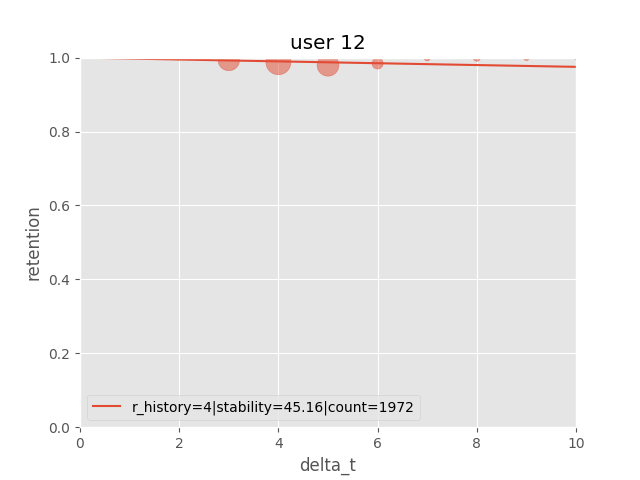 user 12
retention
1.0
0.8
0.6
0.4
0.2
0.0
r_history=4|stability=45.16|count=1972
0 2 4 6 8 10
delta_t